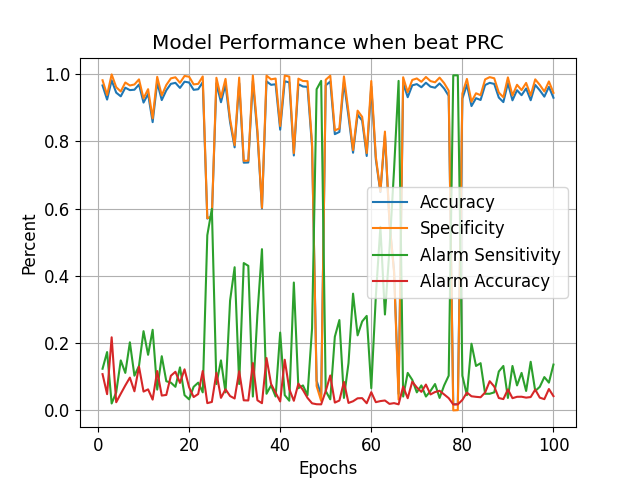 Model Performance when beat PRC
1.0
0.8
0.6
0.4
0.2
0.0
Percent
Accuracy
Specificity
Alarm Sensitivity
Alarm Accuracy
0 20 40 60 80 100
Epochs